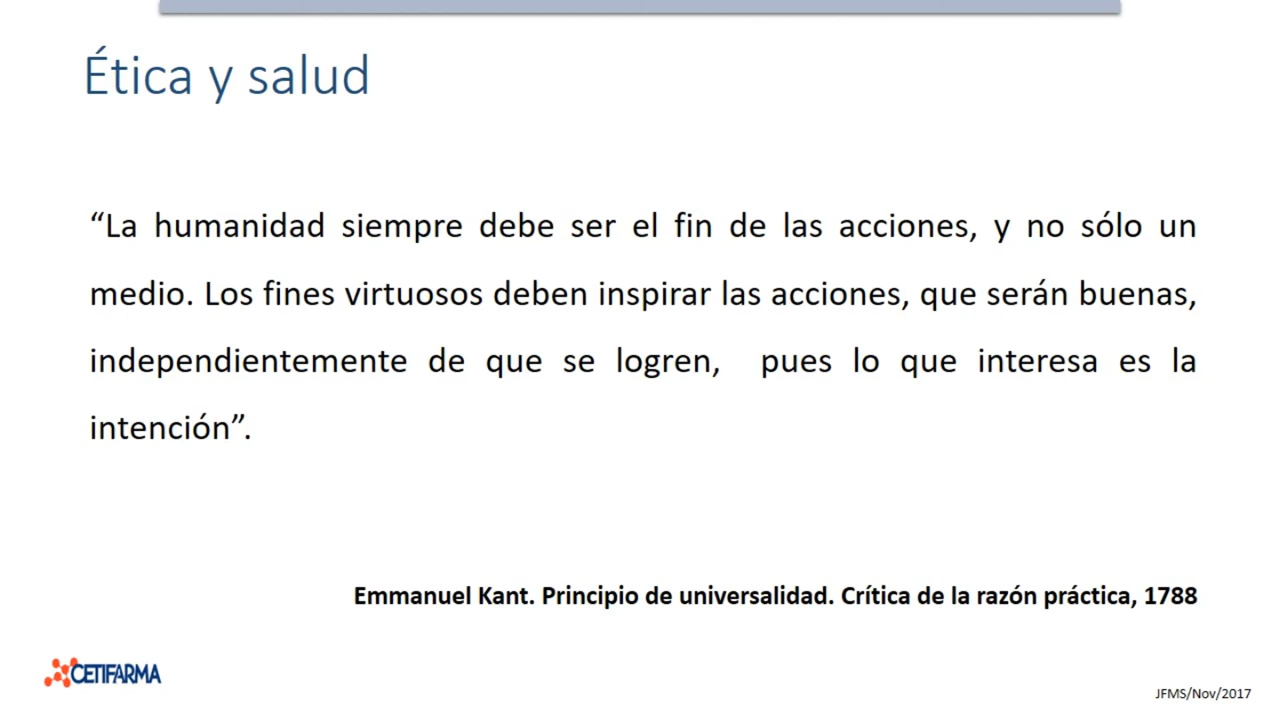 Ética y salud
“La humanidad siempre debe ser el fin de las acciones, y no sólo un
medio. Los fines virtuosos deben inspirar las acciones, que serán buenas,
independientemente de que se logren, pues lo que interesa es la
intención”.
Emmanuel Kant. Principio de universalidad. Crítica de la razón práctica, 1788
CETIFARMA
JFMS/Nov/2017